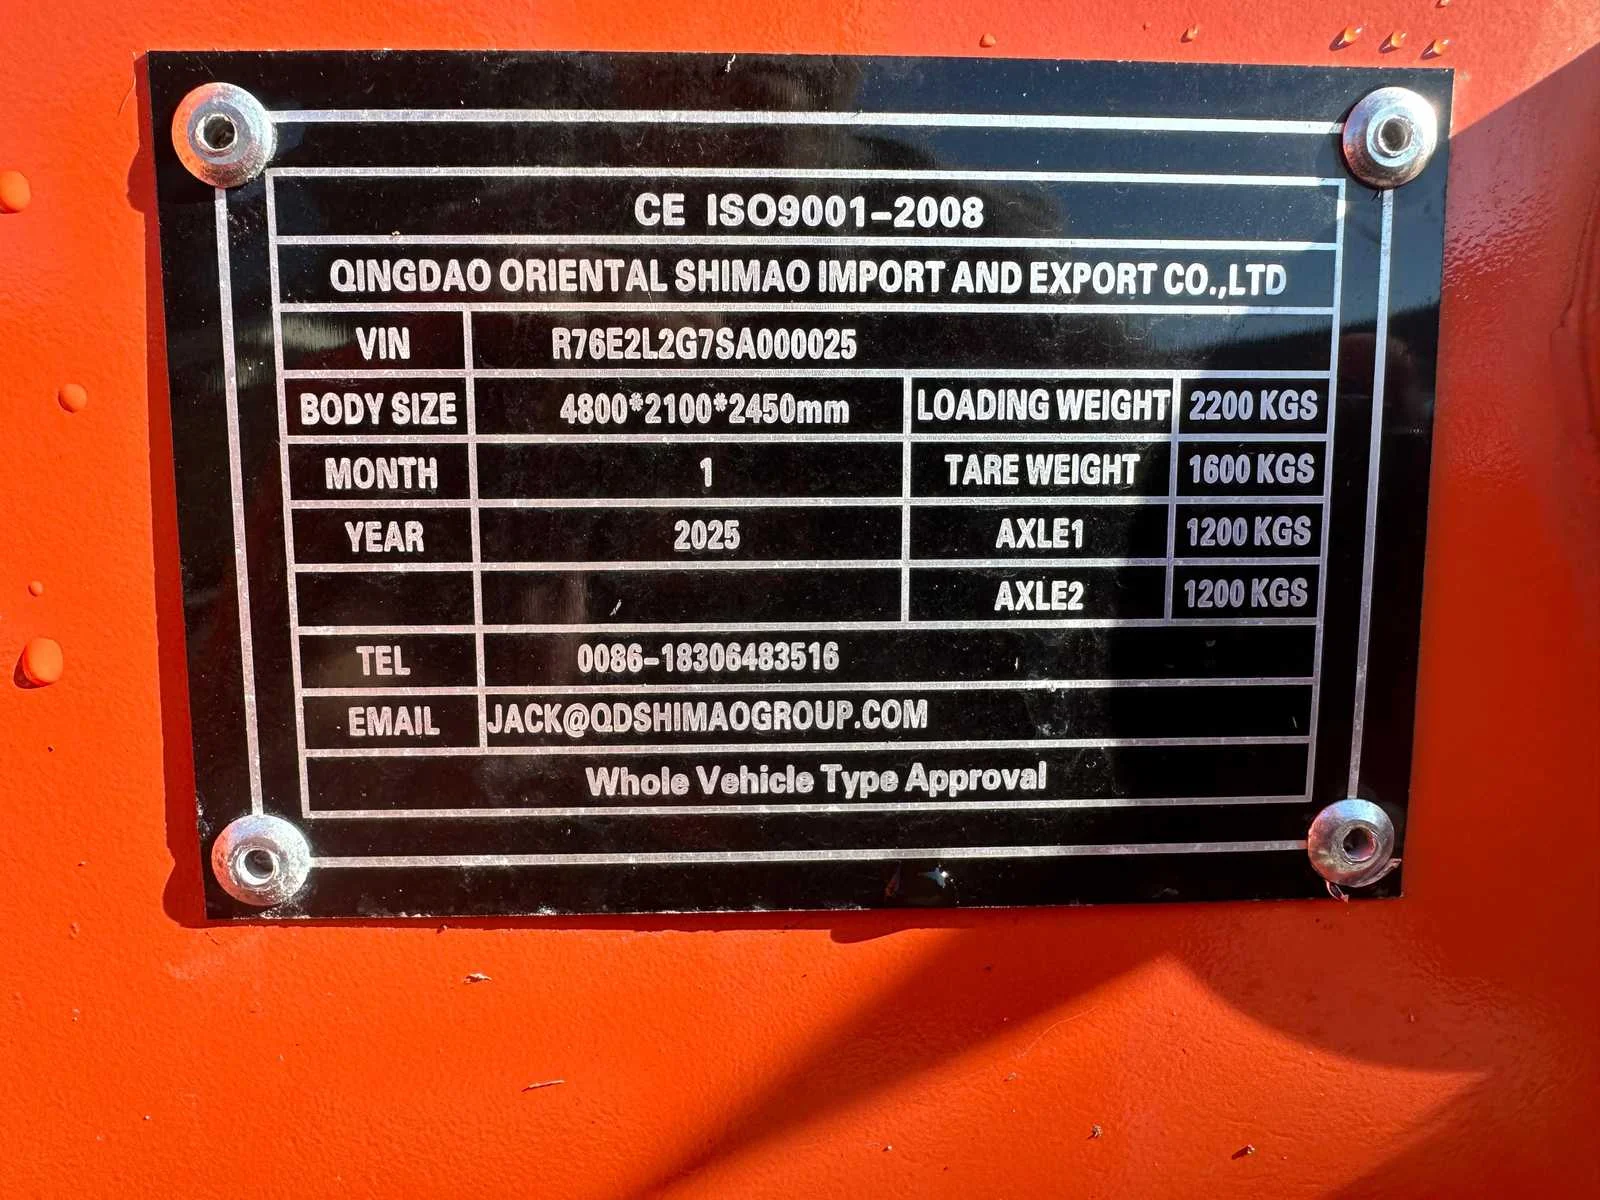 CE ISO9001-2008
QINGDAO ORIENTAL SHIMAO IMPORT AND EXPORT CO.,LTD
VIN R76E2L2G7SA000025
BODY SIZE 4800*2100*2450mm LOADING WEIGHT 2200 KGS
MONTH 1 TARE WEIGHT 1600 KGS
YEAR 2025 AXLE1 1200 KGS
AXLE2 1200 KGS
TEL 0086-18306483516
EMAIL JACK@QDSHIMAOGROUP.COM
Whole Vehicle Type Approval